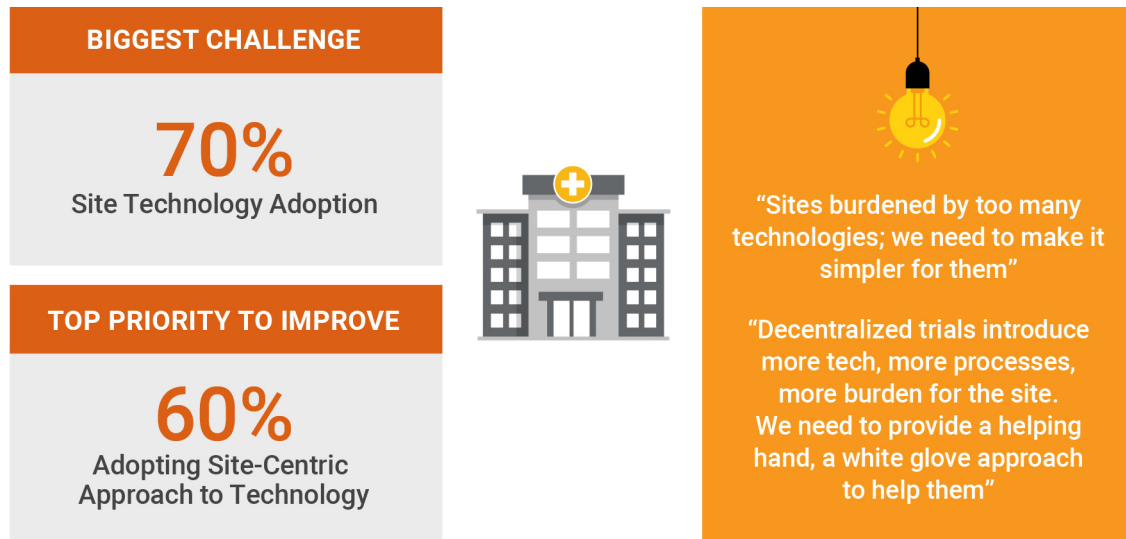 BIGGEST CHALLENGE
70%
Site Technology Adoption
TOP PRIORITY TO IMPROVE
60%
Adopting Site-Centric
Approach to Technology
“Sites burdened by too many
technologies; we need to make it
simpler for them”
“Decentralized trials introduce
more tech, more processes,
more burden for the site.
We need to provide a helping
hand, a white glove approach
to help them”